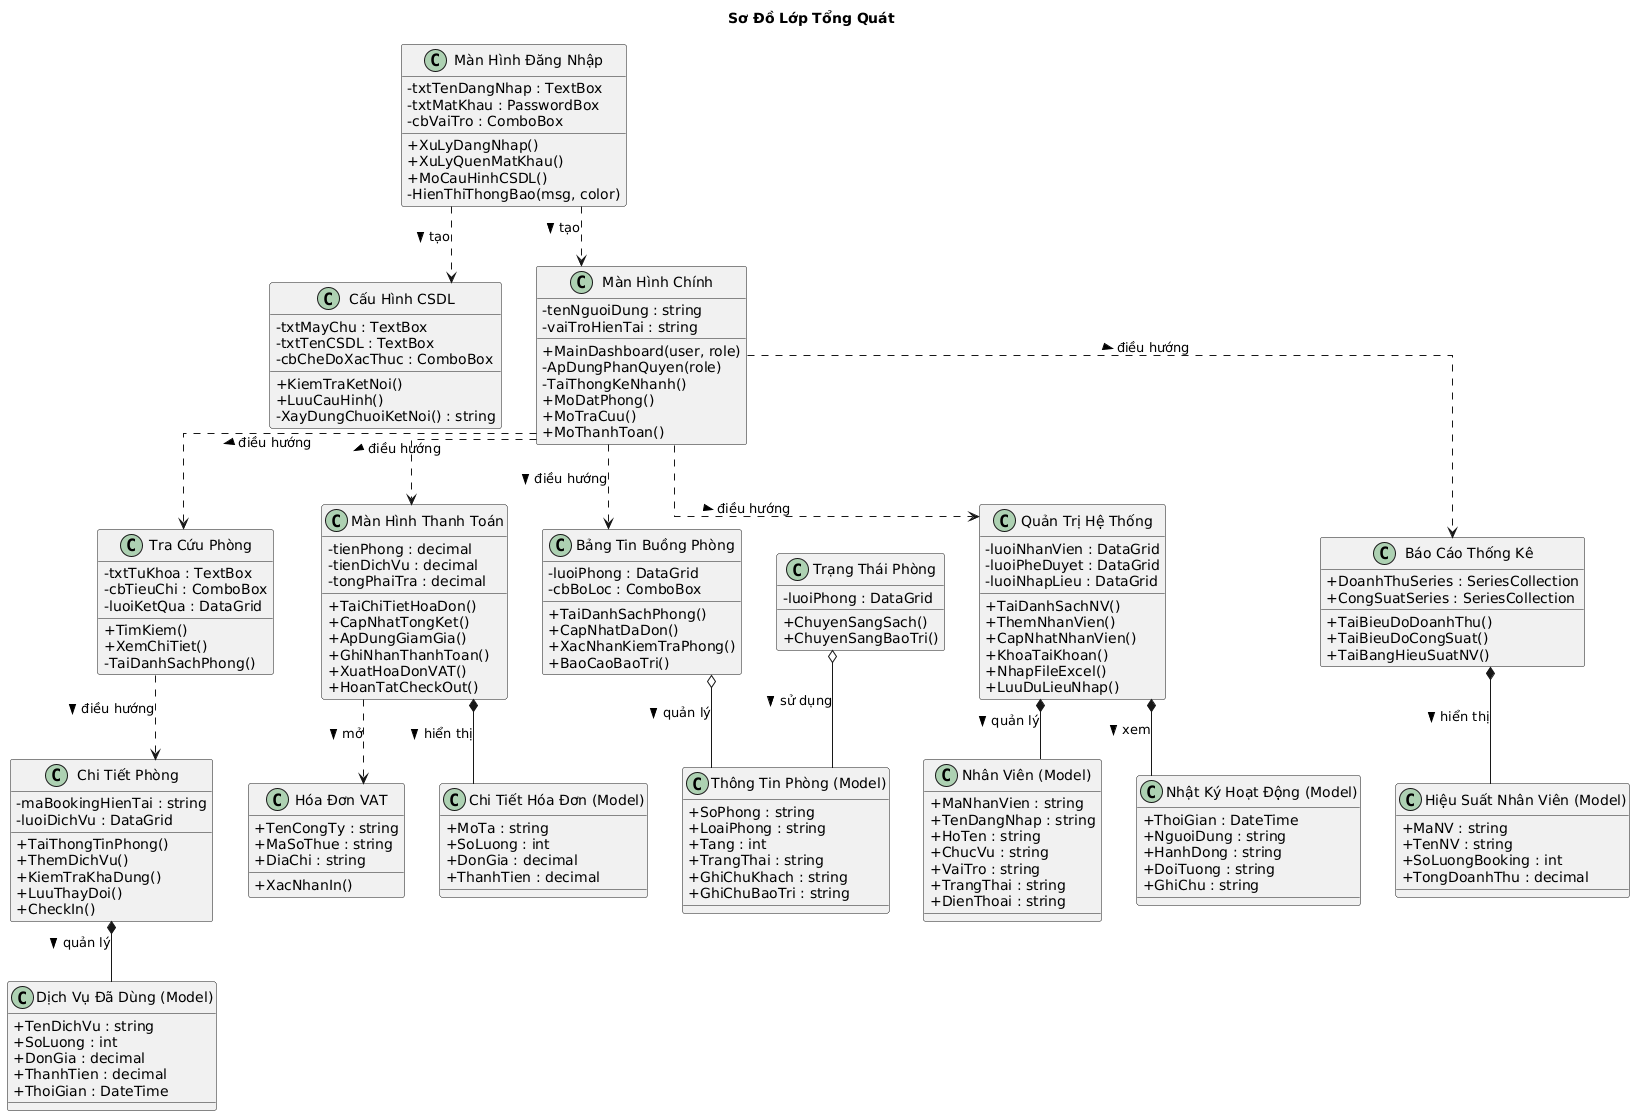 Sơ Đồ Lớp Tổng Quát
C Màn Hình Đăng Nhập
-txtTenDangNhap : TextBox
-txtMatKhau : PasswordBox
-cbVaiTro : ComboBox
+XuLyDangNhap()
+XuLyQuenMatKhau()
+MoCauHinhCSDL()
-HienThiThongBao(msg, color)
tạo
tạo
C Cấu Hình CSDL
-txtMayChu : TextBox
-txtTenCSDL : TextBox
-cbCheDoXacThuc : ComboBox
+KiemTraKetNoi()
+LuuCauHinh()
-XayDungChuoiKetNoi() : string
C Màn Hình Chính
-tenNguoiDung : string
-vaiTroHienTai : string
+MainDashboard(user, role)
-ApDungPhanQuyen(role)
-TaiThongKeNhanh()
+MoDatPhong()
+MoTraCuu()
+MoThanhToan()
điều hướng
điều hướng
điều hướng
điều hướng
điều hướng
C Tra Cứu Phòng
-txtTuKhoa : TextBox
-cbTieuChi : ComboBox
-luoiKetQua : DataGrid
+TimKiem()
+XemChiTiet()
-TaiDanhSachPhong()
C Màn Hình Thanh Toán
-tienPhong : decimal
-tienDichVu : decimal
-tongPhaiTra : decimal
+TaiChiTietHoaDon()
+CapNhatTongKet()
+ApDungGiamGia()
+GhiNhanThanhToan()
+XuatHoaDonVAT()
+HoanTatCheckOut()
C Bảng Tin Buồng Phòng
-luoiPhong : DataGrid
-cbBoLoc : ComboBox
+TaiDanhSachPhong()
+CapNhatDaDon()
+XacNhanKiemTraPhong()
+BaoCaoBaoTri()
C Trạng Thái Phòng
-luoiPhong : DataGrid
+ChuyenSangSach()
+ChuyenSangBaoTri()
C Quản Trị Hệ Thống
-luoiNhanVien : DataGrid
-luoiPheDuyet : DataGrid
-luoiNhapLieu : DataGrid
+TaiDanhSachNV()
+ThemNhanVien()
+CapNhatNhanVien()
+KhoaTaiKhoan()
+NhapFileExcel()
+LuuDuLieuNhap()
C Báo Cáo Thống Kê
+DoanhThuSeries : SeriesCollection
+CongSuatSeries : SeriesCollection
+TaiBieuDoDoanhThu()
+TaiBieuDoCongSuat()
+TaiBangHieuSuatNV()
điều hướng
mở
hiển thị
quản lý
sử dụng
quản lý
xem
hiển thị
C Chi Tiết Phòng
-maBookingHienTai : string
-luoiDichVu : DataGrid
+TaiThongTinPhong()
+ThemDichVu()
+KiemTraKhaDung()
+LuuThayDoi()
+CheckIn()
C Hóa Đơn VAT
+TenCongTy : string
+MaSoThue : string
+DiaChi : string
+XacNhanIn()
C Chi Tiết Hóa Đơn (Model)
+MoTa : string
+SoLuong : int
+DonGia : decimal
+ThanhTien : decimal
C Thông Tin Phòng (Model)
+SoPhong : string
+LoaiPhong : string
+Tang : int
+TrangThai : string
+GhiChuKhach : string
+GhiChuBaoTri : string
C Nhân Viên (Model)
+MaNhanVien : string
+TenDangNhap : string
+HoTen : string
+ChucVu : string
+VaiTro : string
+TrangThai : string
+DienThoai : string
C Nhật Ký Hoạt Động (Model)
+ThoiGian : DateTime
+NguoiDung : string
+HanhDong : string
+DoiTuong : string
+GhiChu : string
C Hiệu Suất Nhân Viên (Model)
+MaNV : string
+TenNV : string
+SoLuongBooking : int
+TongDoanhThu : decimal
quản lý
C Dịch Vụ Đã Dùng (Model)
+TenDichVu : string
+SoLuong : int
+DonGia : decimal
+ThanhTien : decimal
+ThoiGian : DateTime